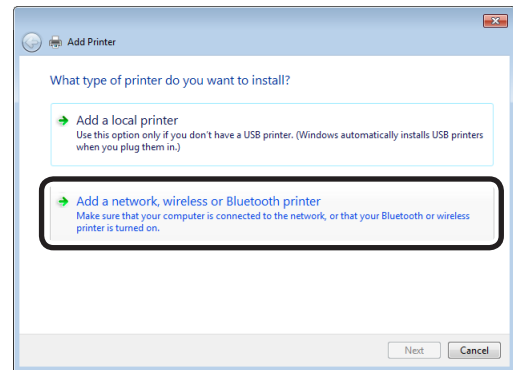 Add Printer
What type of printer do you want to install?
Add a local printer
Use this option only if you don't have a USB printer. (Windows automatically installs USB printers
when you plug them in.)
Add a network, wireless or Bluetooth printer
Make sure that your computer is connected to the network, or that your Bluetooth or wireless
printer is turned on.
Next Cancel